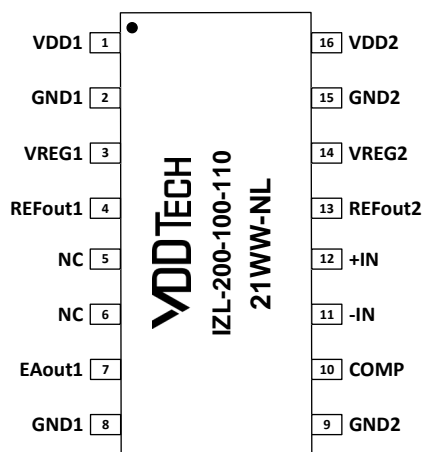 VDD1 1 16 VDD2
GND1 2 15 GND2
VREG1 3 14 VREG2
REFout1 4 13 REFout2
NC 5 12 +IN
NC 6 11 -IN
EAout1 7 10 COMP
GND1 8 9 GND2
VDDTECH
IZL-200-100-110
21WW-NL